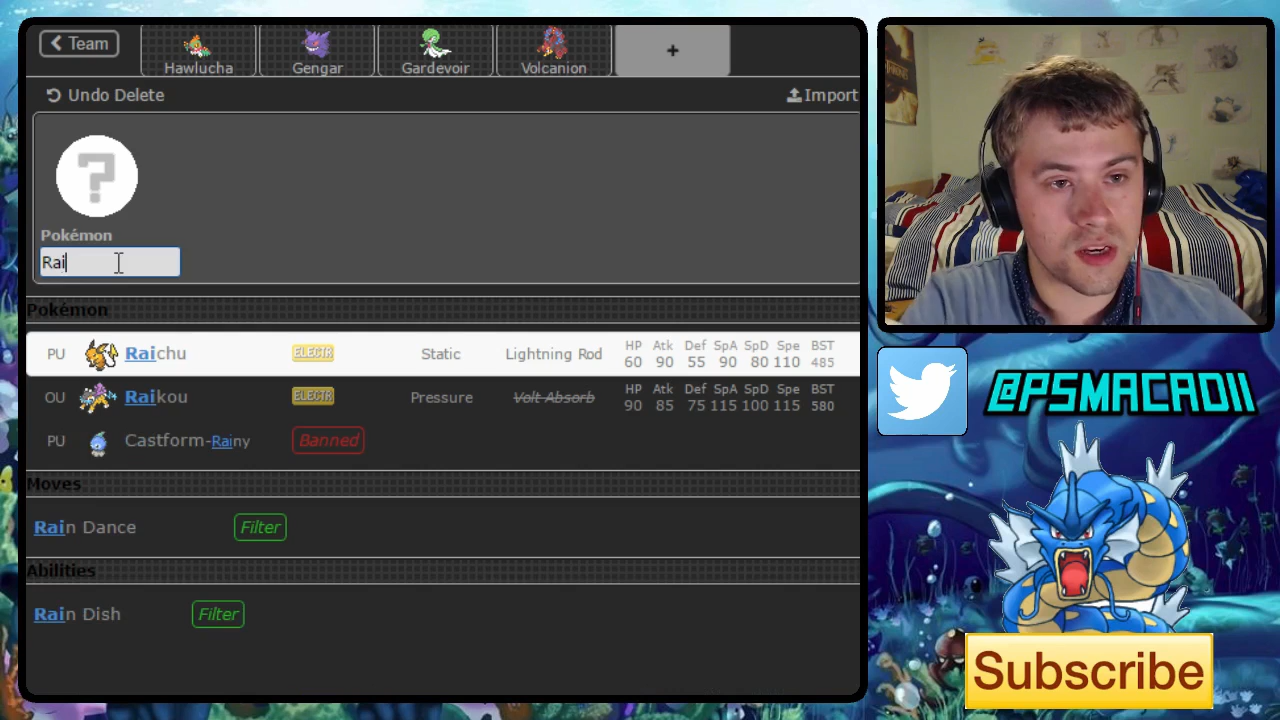 Team
Hawlucha
Gengar
Gardevoir
Volcanion
+
Undo Delete
Import
?
Pokémon
Rai
Pokémon
PU Raichu ELECTR Static Lightning Rod HP 60 Atk 90 Def 55 SpA 90 SpD 80 Spe 110 BST 485
OU Raikou ELECTR Pressure Volt Absorb HP 90 Atk 85 Def 75 SpA 115 SpD 100 Spe 115 BST 580
PU Castform-Rainy Banned
Moves
Rain Dance Filter
Abilities
Rain Dish Filter
@PSMACADII
Subscribe